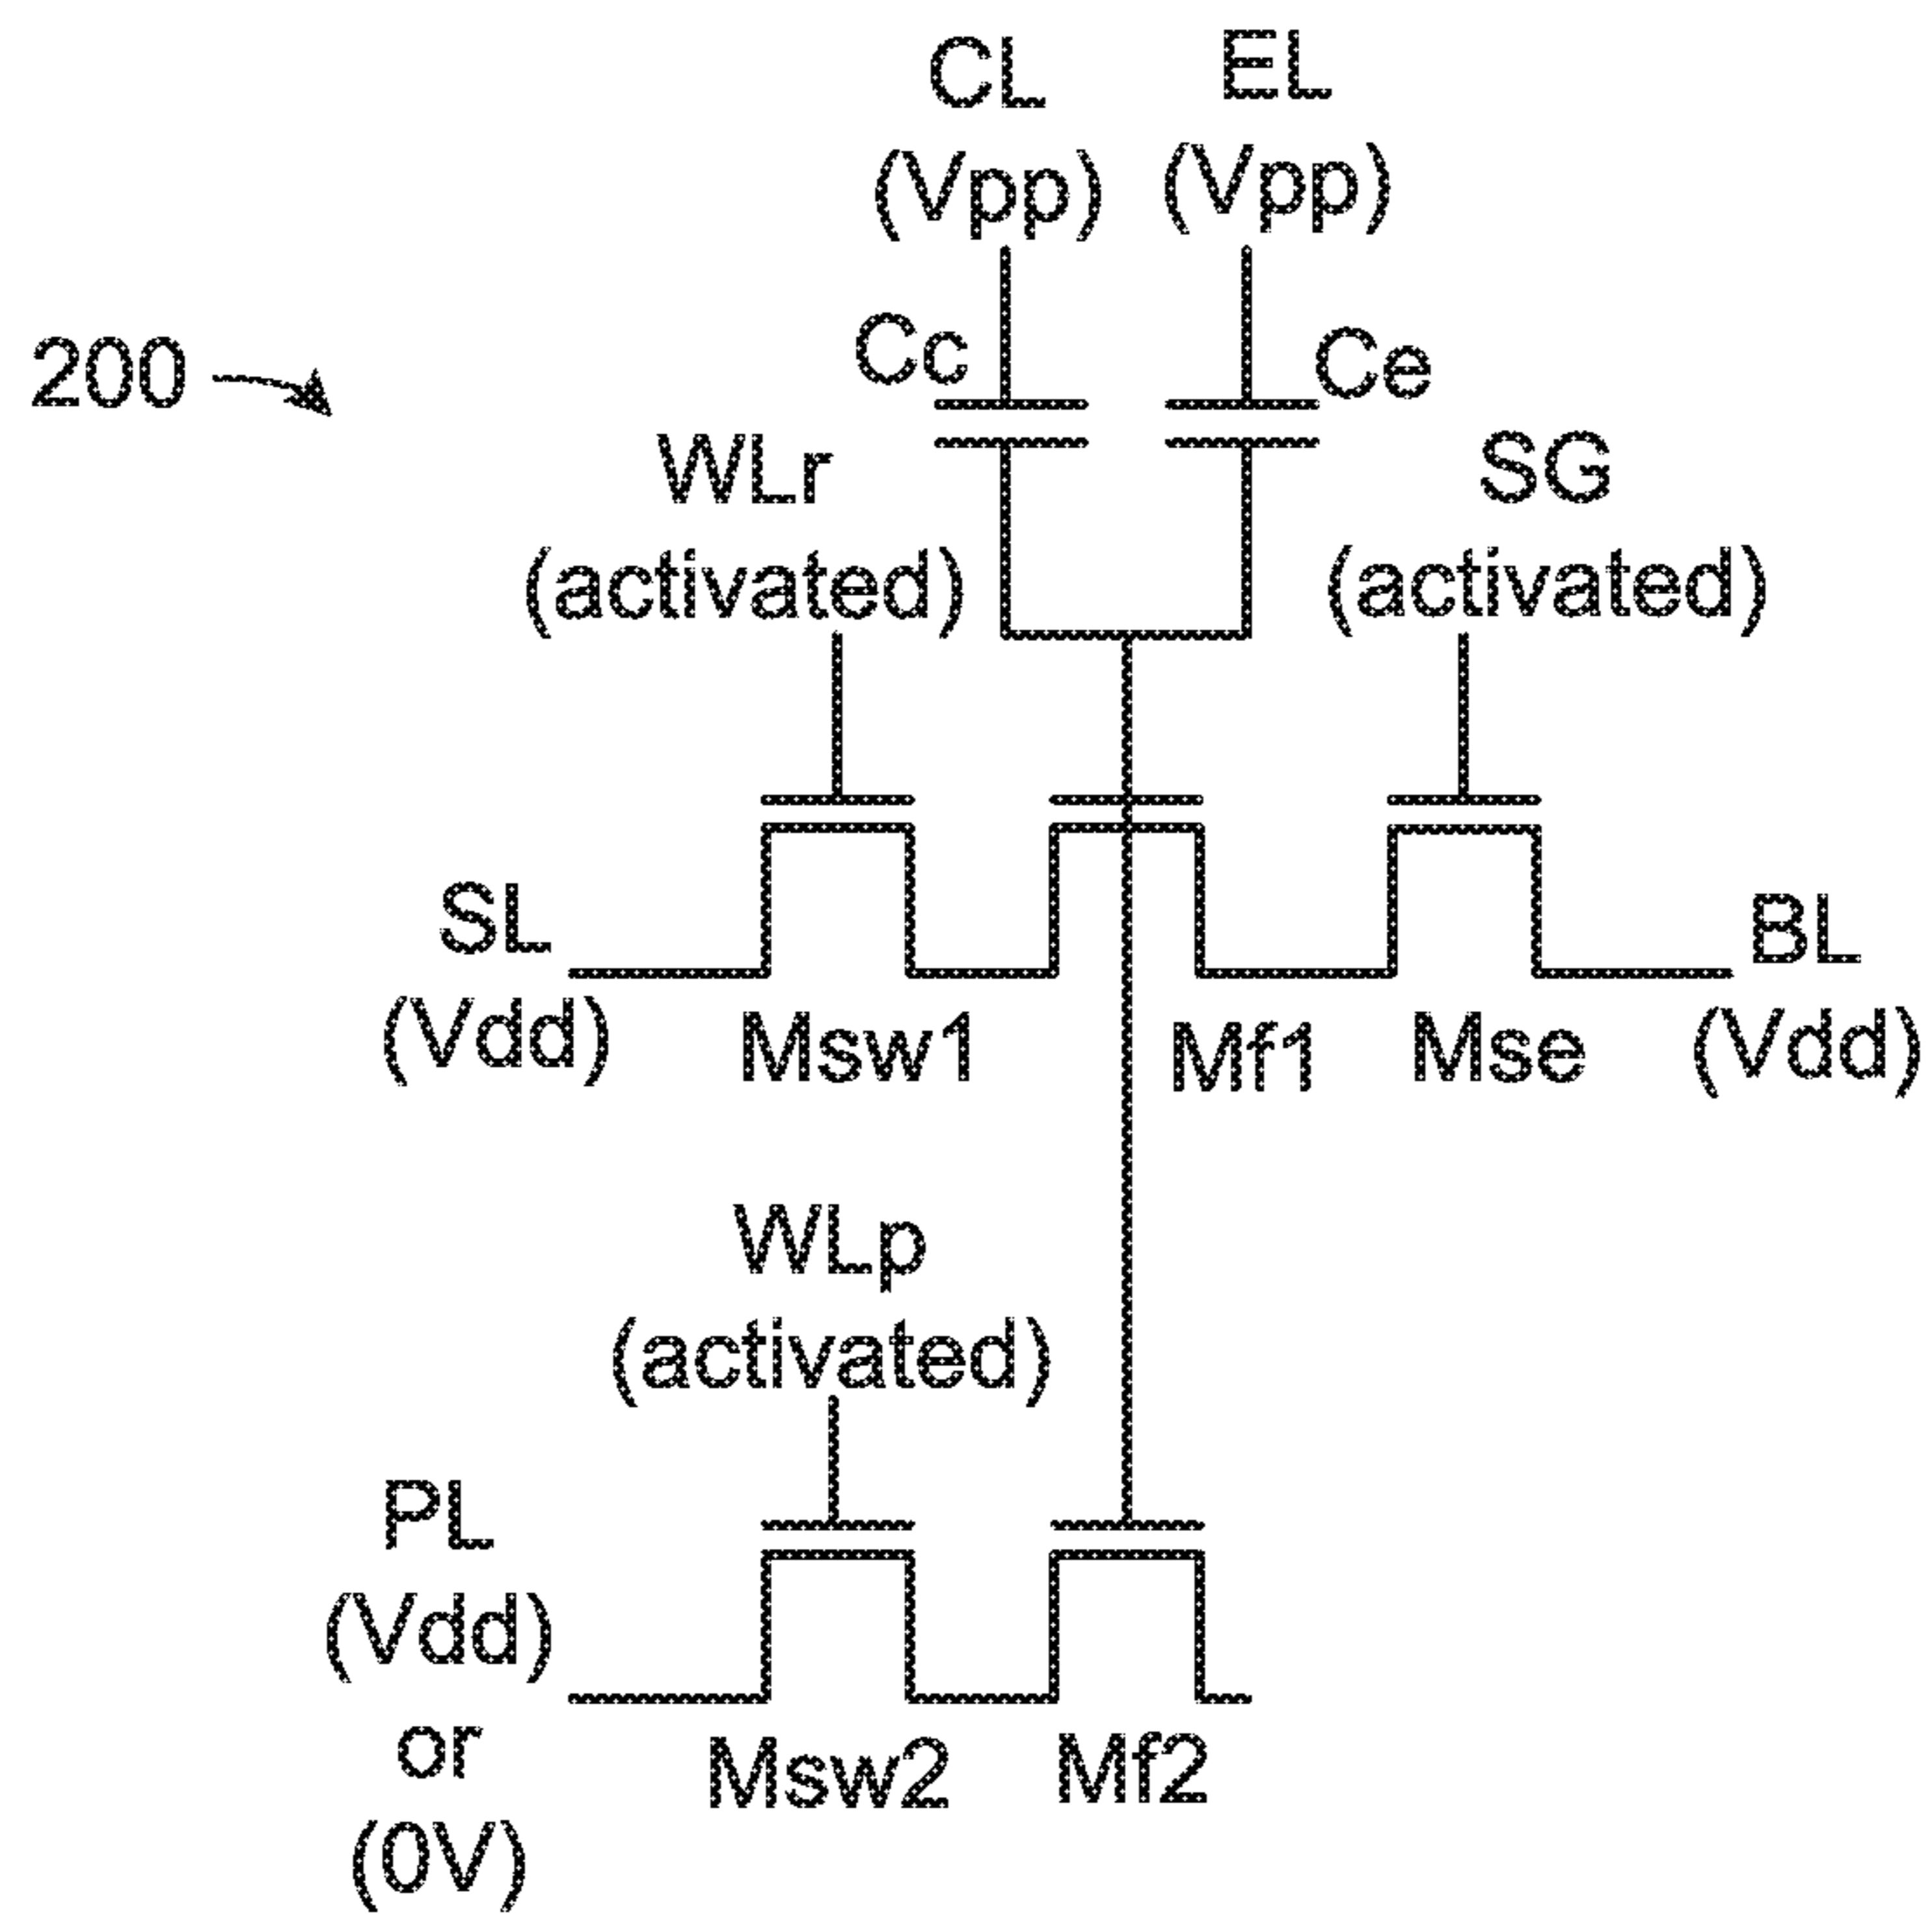 CL EL
(Vpp) (Vpp)
200 Cc Ce
WLr SG
(activated) (activated)
SL BL
(Vdd) Msw1 Mf1 Mse (Vdd)
WLp
(activated)
PL
(Vdd)
or
Msw2 Mf2
(0V)